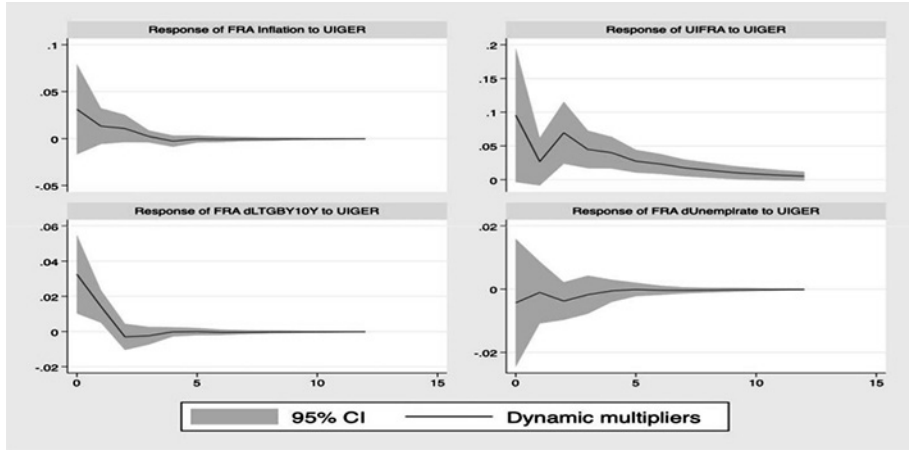 Response of FRA Inflation to UIGER
.1
.05
0
-.05
Response of UIFRA to UIGER
.2
.15
.1
.05
0
Response of FRA dLTGBY10Y to UIGER
.06
.04
.02
0
-.02
0 5 10 15
Response of FRA dUnemplrate to UIGER
.02
0
-.02
0 5 10 15
95% CI Dynamic multipliers